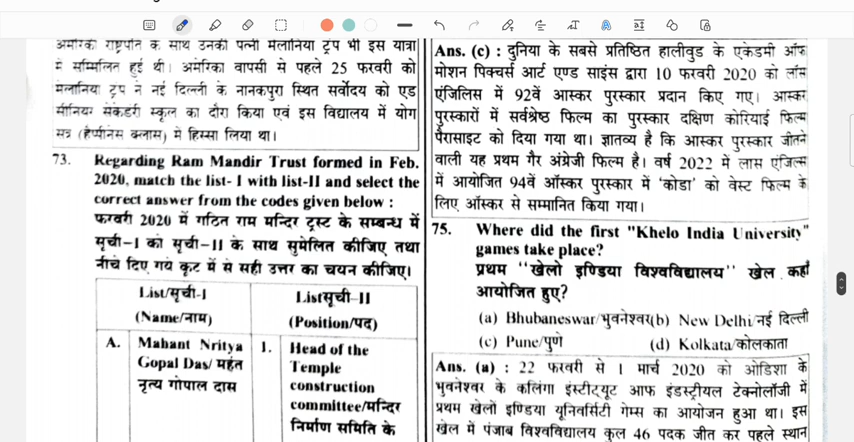 अमेरिकी राष्ट्रपति के साथ उनकी पत्नी मेलानिया ट्रंप भी इस यात्रा
में सम्मिलित हुई थी। अमेरिका वापसी से पहले 25 फरवरी को
मेलानिया ट्रंप ने नई दिल्ली के नानकपुरा स्थित सर्वोदय को एड
सीनियर सेकेंडरी स्कूल का दौरा किया एवं इस विद्यालय में योग
सत्र (हैप्पीनेस क्लास) में हिस्सा लिया था।
73. Regarding Ram Mandir Trust formed in Feb.
2020, match the list- I with list-II and select the
correct answer from the codes given below :
फरवरी 2020 में गठित राम मन्दिर ट्रस्ट के सम्बन्ध में
सूची-I को सूची-II के साथ सुमेलित कीजिए तथा
नीचे दिए गये कूट में से सही उत्तर का चयन कीजिए।
List/सूची-I
(Name/नाम)
Listसूची-II
(Position/पद)
A. Mahant Nritya
Gopal Das/ महंत
नृत्य गोपाल दास
1. Head of the
Temple
construction
committee/मन्दिर
निर्माण समिति के
Ans. (c) : दुनिया के सबसे प्रतिष्ठित हालीवुड के एकेडमी ऑफ
मोशन पिक्चर्स आर्ट एण्ड साइंस द्वारा 10 फरवरी 2020 को लॉस
एंजिलिस में 92वें आस्कर पुरस्कार प्रदान किए गए। आस्कर
पुरस्कारों में सर्वश्रेष्ठ फिल्म का पुरस्कार दक्षिण कोरियाई फिल्म
पैरासाइट को दिया गया था। ज्ञातव्य है कि आस्कर पुरस्कार जीतने
वाली यह प्रथम गैर अंग्रेजी फिल्म है। वर्ष 2022 में लास एंजिल्स
में आयोजित 94वें ऑस्कर पुरस्कार में ‘कोडा’ को वेस्ट फिल्म के
लिए ऑस्कर से सम्मानित किया गया।
75. Where did the first "Khelo India University"
games take place?
प्रथम ‘‘खेलो इण्डिया विश्वविद्यालय’’ खेल कहाँ
आयोजित हुए?
(a) Bhubaneswar/भुवनेश्वर(b) New Delhi/नई दिल्ली
(c) Pune/पुणे (d) Kolkata/कोलकाता
Ans. (a) : 22 फरवरी से 1 मार्च 2020 को ओडिशा के
भुवनेश्वर के कलिंगा इंस्टीट्यूट आफ इंडस्ट्रीयल टेक्नोलॉजी में
प्रथम खेलो इण्डिया यूनिवर्सिटी गेम्स का आयोजन हुआ था। इस
खेल में पंजाब विश्वविद्यालय कुल 46 पदक जीत कर पहले स्थान